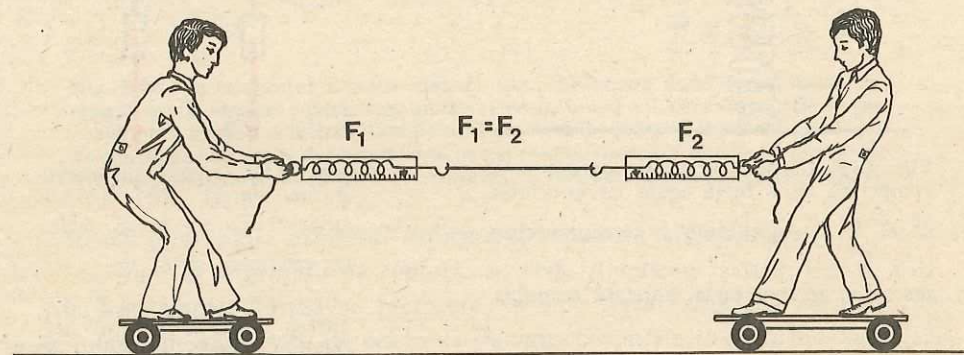 F₁ F₁ = F₂ F₂